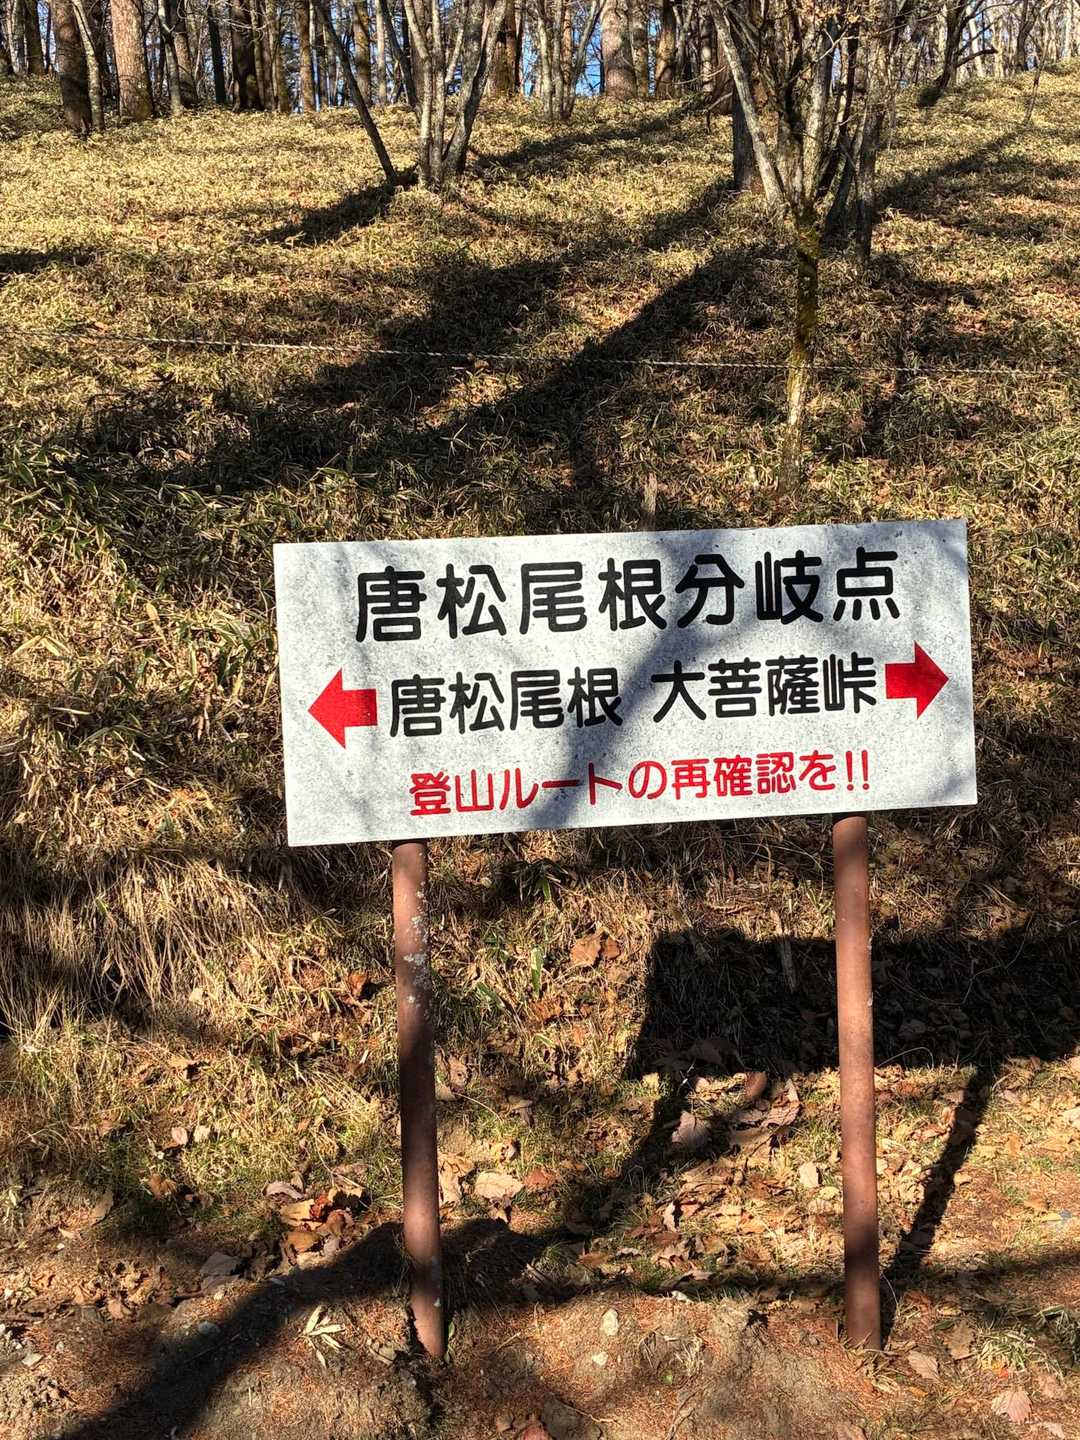 唐松尾根分岐点
唐松尾根 大菩薩峠
登山ルートの再確認を!!